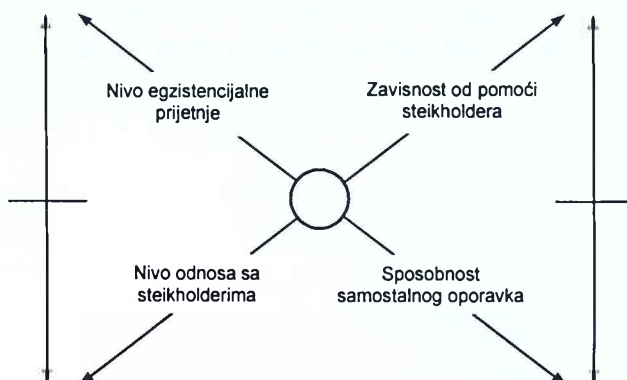 Nivo egzistencijalne
prijetnje
Zavisnost od pomoći
steikholdera
Nivo odnosa sa
steikholderima
Sposobnost
samostalnog oporavka